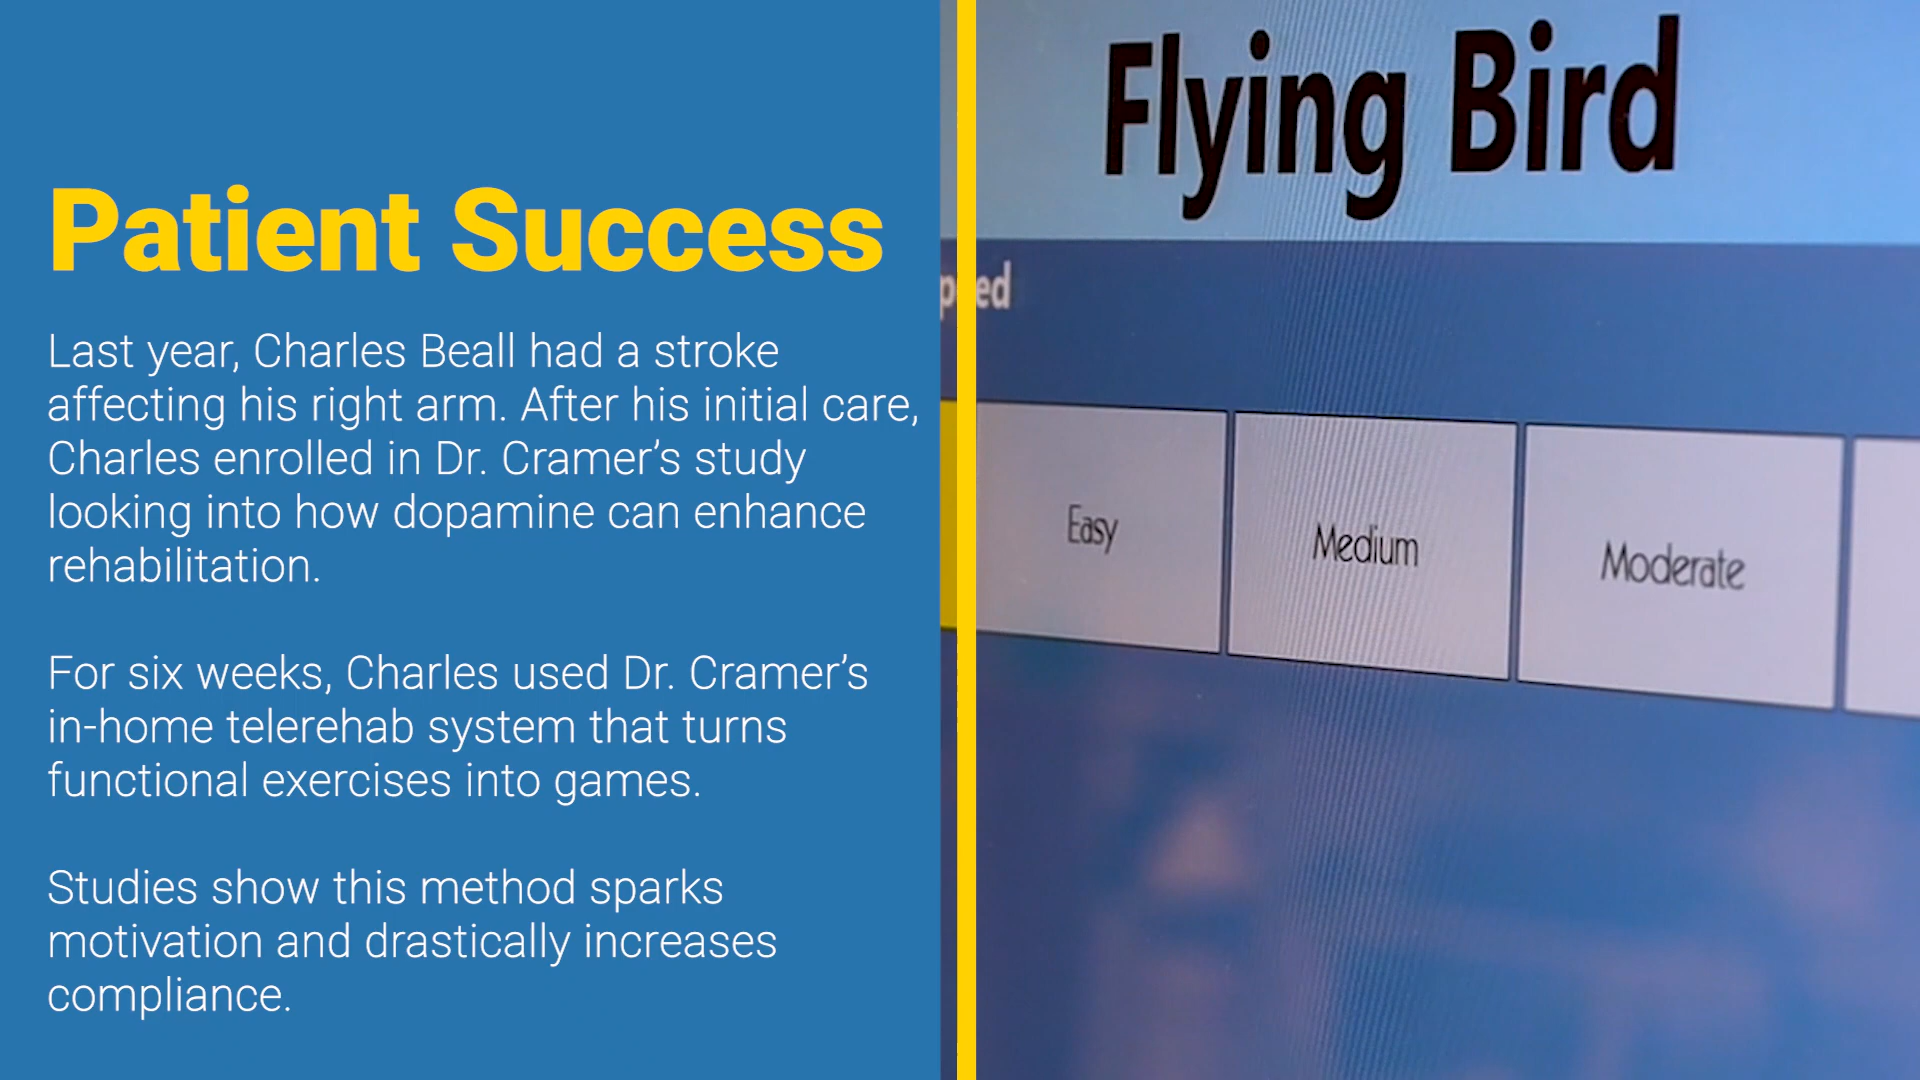 Patient Success
Last year, Charles Beall had a stroke
affecting his right arm. After his initial care,
Charles enrolled in Dr. Cramer’s study
looking into how dopamine can enhance
rehabilitation.
For six weeks, Charles used Dr. Cramer’s
in-home telerehab system that turns
functional exercises into games.
Studies show this method sparks
motivation and drastically increases
compliance.
Flying Bird
Easy
Medium
Moderate